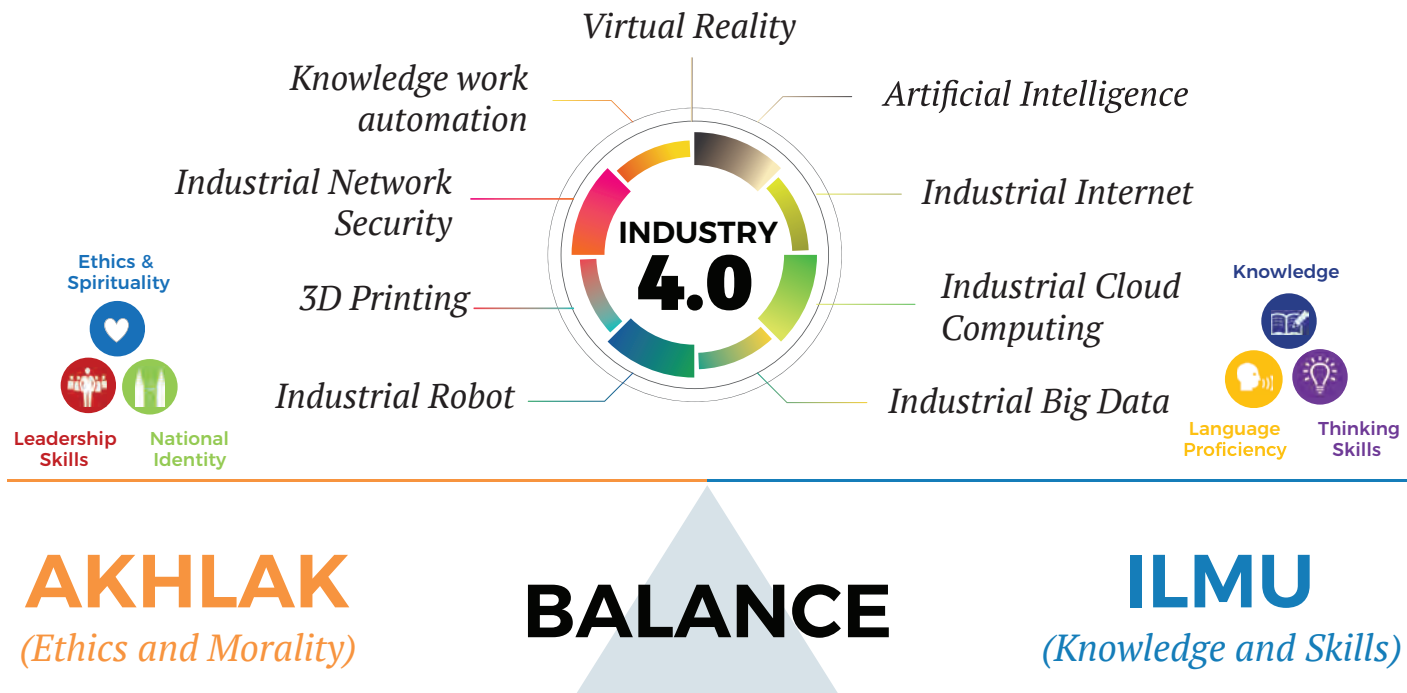 Virtual Reality
Knowledge work
automation
Artificial Intelligence
Industrial Network
Security
Industrial Internet
INDUSTRY
4.0
3D Printing
Industrial Cloud
Computing
Industrial Robot
Industrial Big Data
Ethics &
Spirituality
Leadership
Skills
National
Identity
Knowledge
Language
Proficiency
Thinking
Skills
AKHLAK
(Ethics and Morality)
BALANCE
ILMU
(Knowledge and Skills)